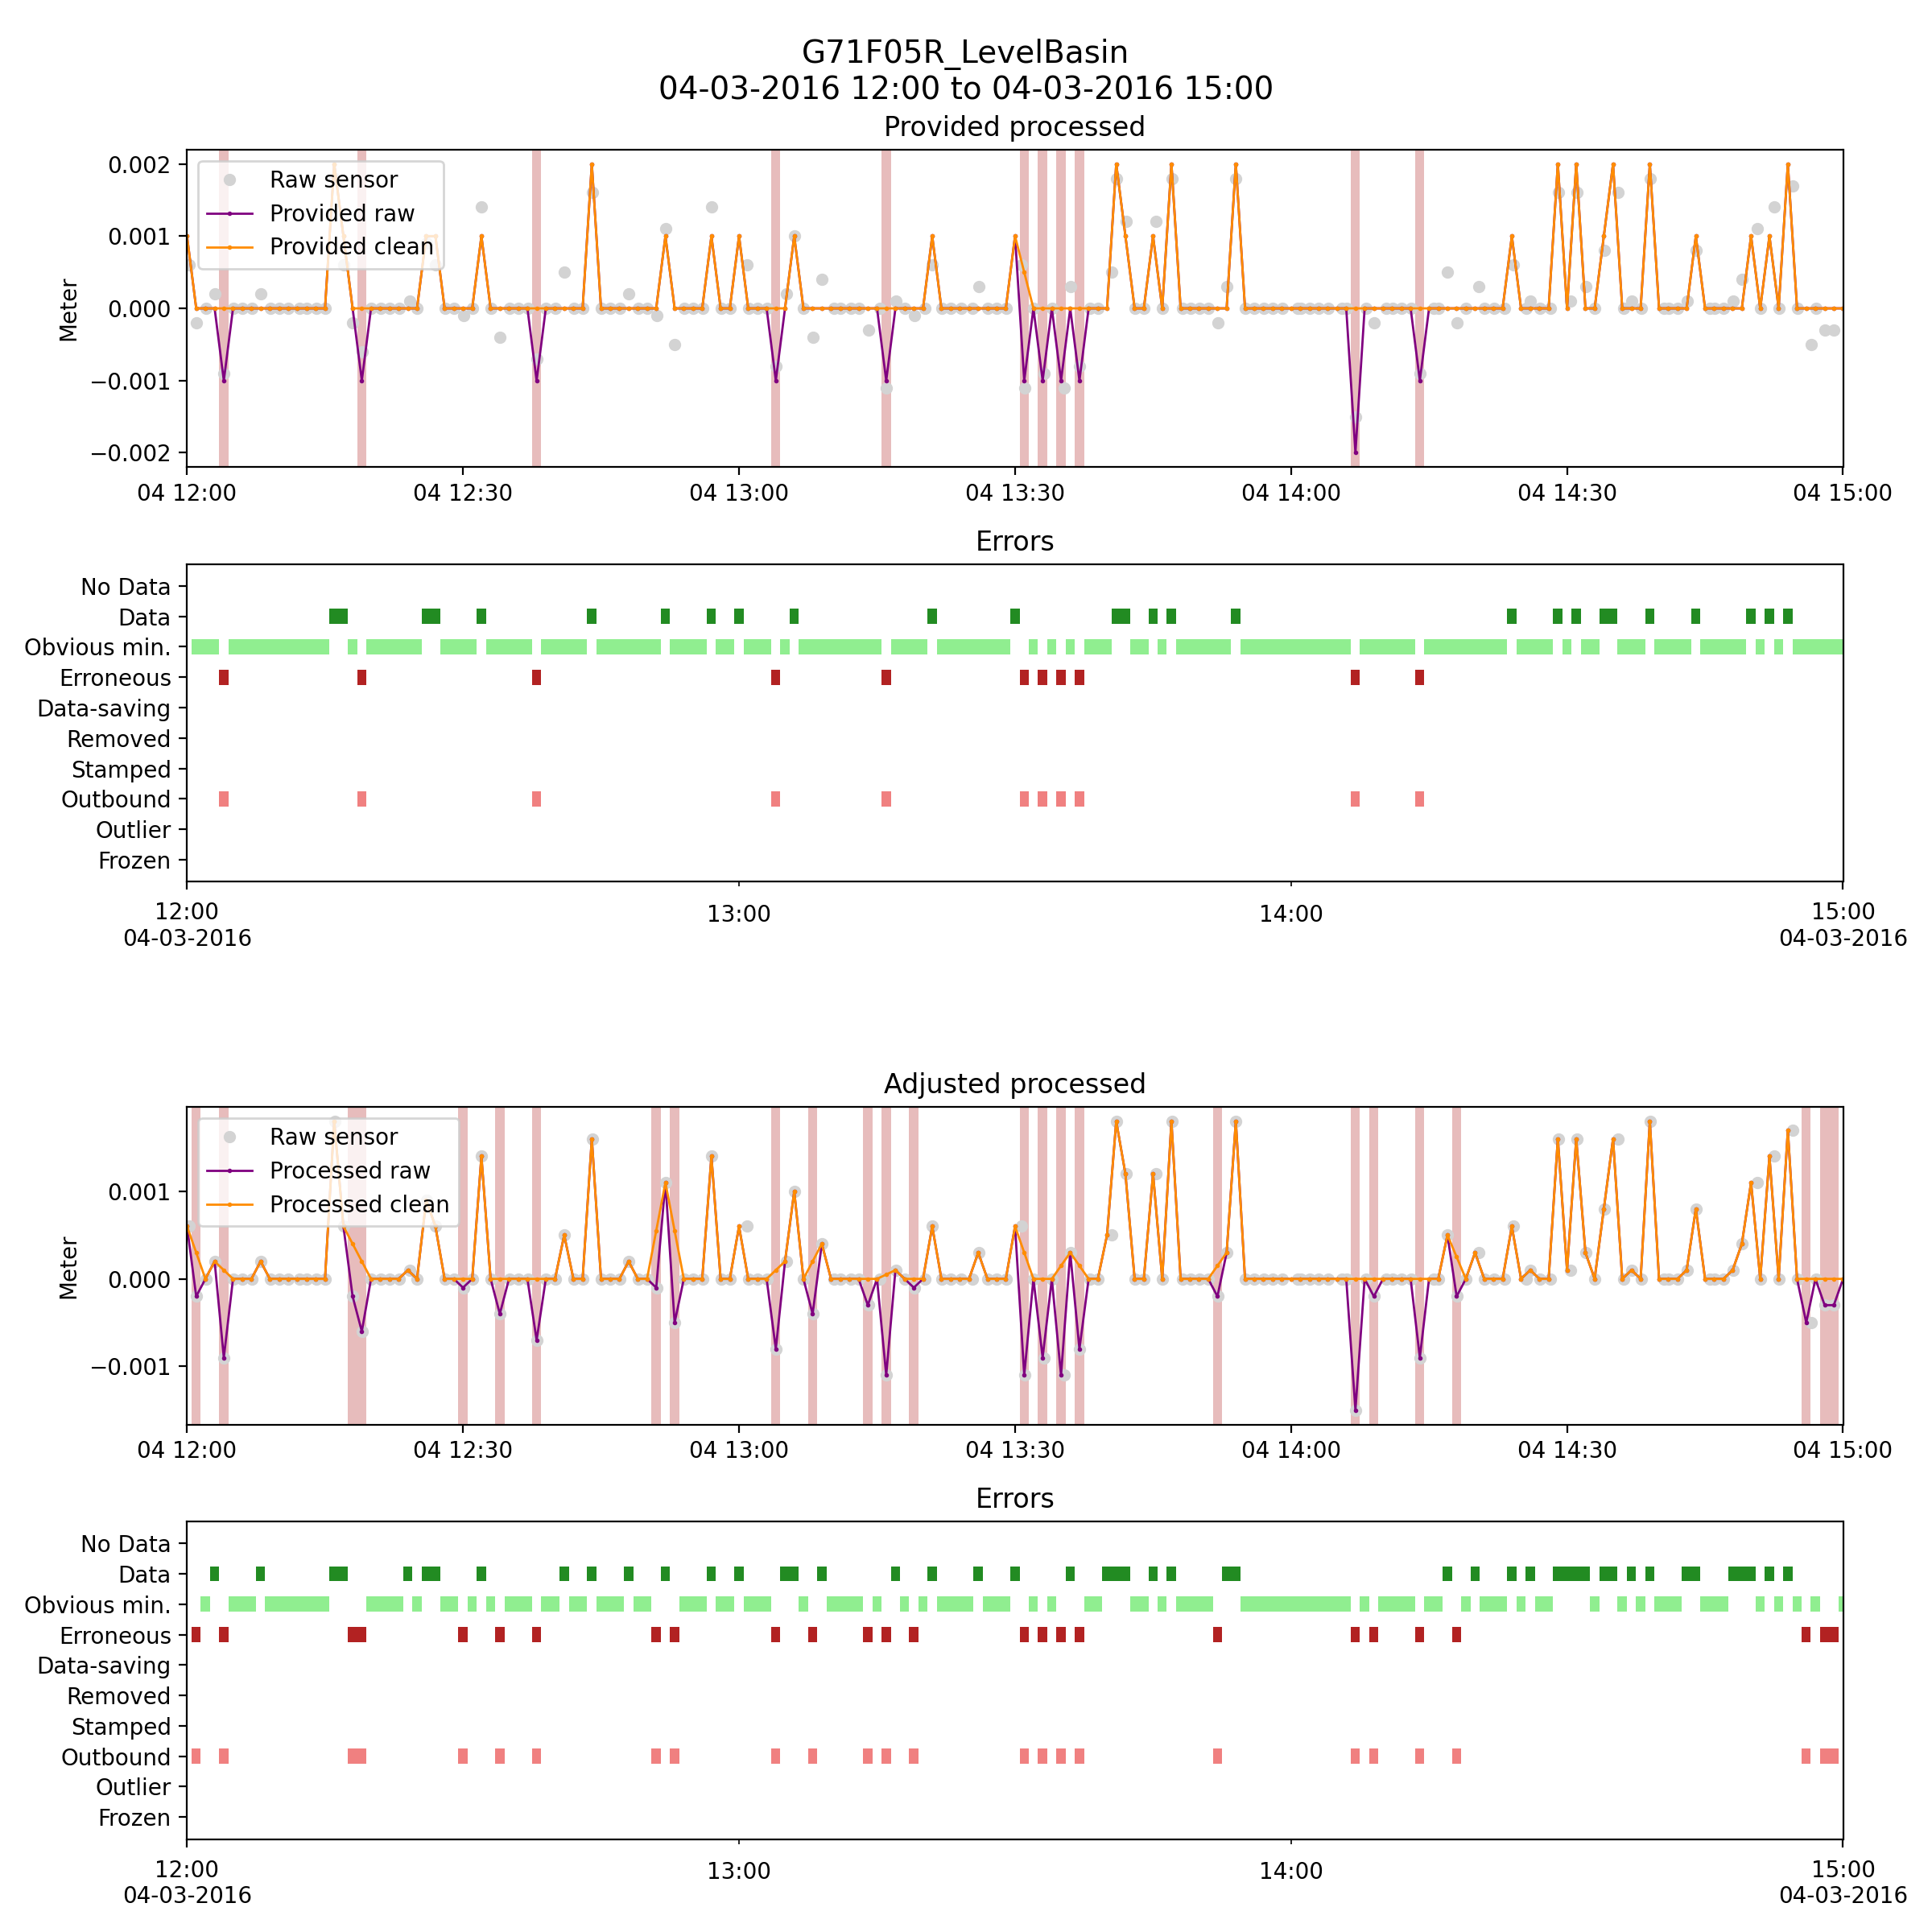 G71F05R_LevelBasin
04-03-2016 12:00 to 04-03-2016 15:00
Provided processed
Meter
0.002
0.001
0.000
−0.001
−0.002
Raw sensor
Provided raw
Provided clean
04 12:00 04 12:30 04 13:00 04 13:30 04 14:00 04 14:30 04 15:00
Errors
No Data
Data
Obvious min.
Erroneous
Data-saving
Removed
Stamped
Outbound
Outlier
Frozen
12:00 13:00 14:00 15:00
04-03-2016 04-03-2016
Adjusted processed
Meter
0.001
0.000
−0.001
Raw sensor
Processed raw
Processed clean
04 12:00 04 12:30 04 13:00 04 13:30 04 14:00 04 14:30 04 15:00
Errors
No Data
Data
Obvious min.
Erroneous
Data-saving
Removed
Stamped
Outbound
Outlier
Frozen
12:00 13:00 14:00 15:00
04-03-2016 04-03-2016